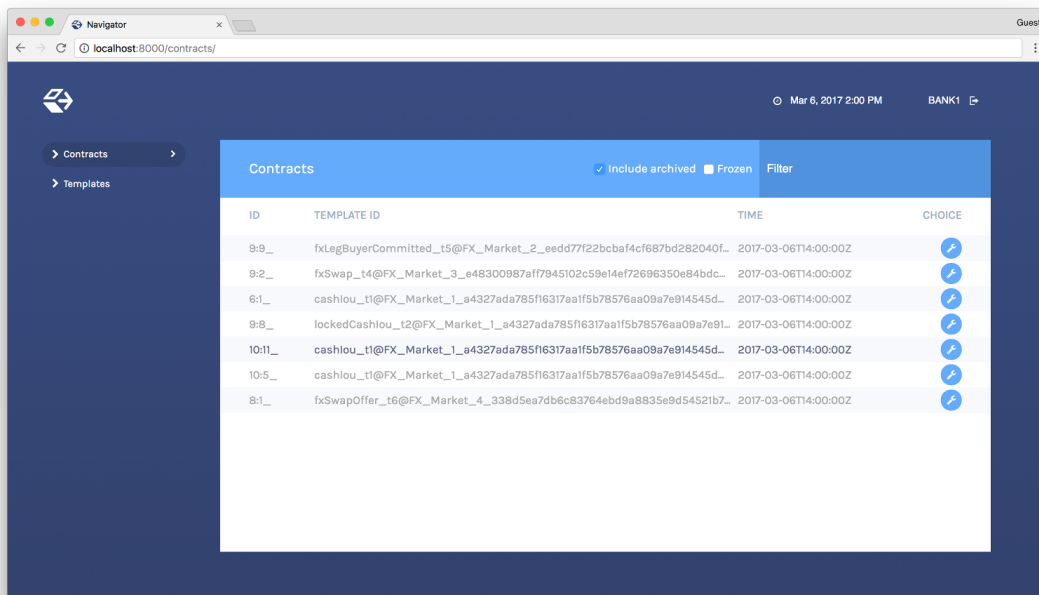 Navigator
Guest
localhost:8000/contracts/
Mar 6, 2017 2:00 PM BANK1
Contracts
Templates
Contracts Include archived Frozen Filter
ID TEMPLATE ID TIME CHOICE
9:9_ fxLegBuyerCommitted_t5@FX_Market_2_eedd77f22bcbaf4cf687bd282040f... 2017-03-06T14:00:00Z
9:2_ fxSwap_t4@FX_Market_3_e48300987aff7945102c59e14ef72696350e84bdc... 2017-03-06T14:00:00Z
6:1_ cashIou_t1@FX_Market_1_a4327ada785f16317aa1f5b78576aa09a7e914545d... 2017-03-06T14:00:00Z
9:8_ lockedCashIou_t2@FX_Market_1_a4327ada785f16317aa1f5b78576aa09a7e91... 2017-03-06T14:00:00Z
10:11_ cashIou_t1@FX_Market_1_a4327ada785f16317aa1f5b78576aa09a7e914545d... 2017-03-06T14:00:00Z
10:5_ cashIou_t1@FX_Market_1_a4327ada785f16317aa1f5b78576aa09a7e914545d... 2017-03-06T14:00:00Z
8:1_ fxSwapOffer_t6@FX_Market_4_338d5ea7db6c83764ebd9a8835e9d54521b7... 2017-03-06T14:00:00Z